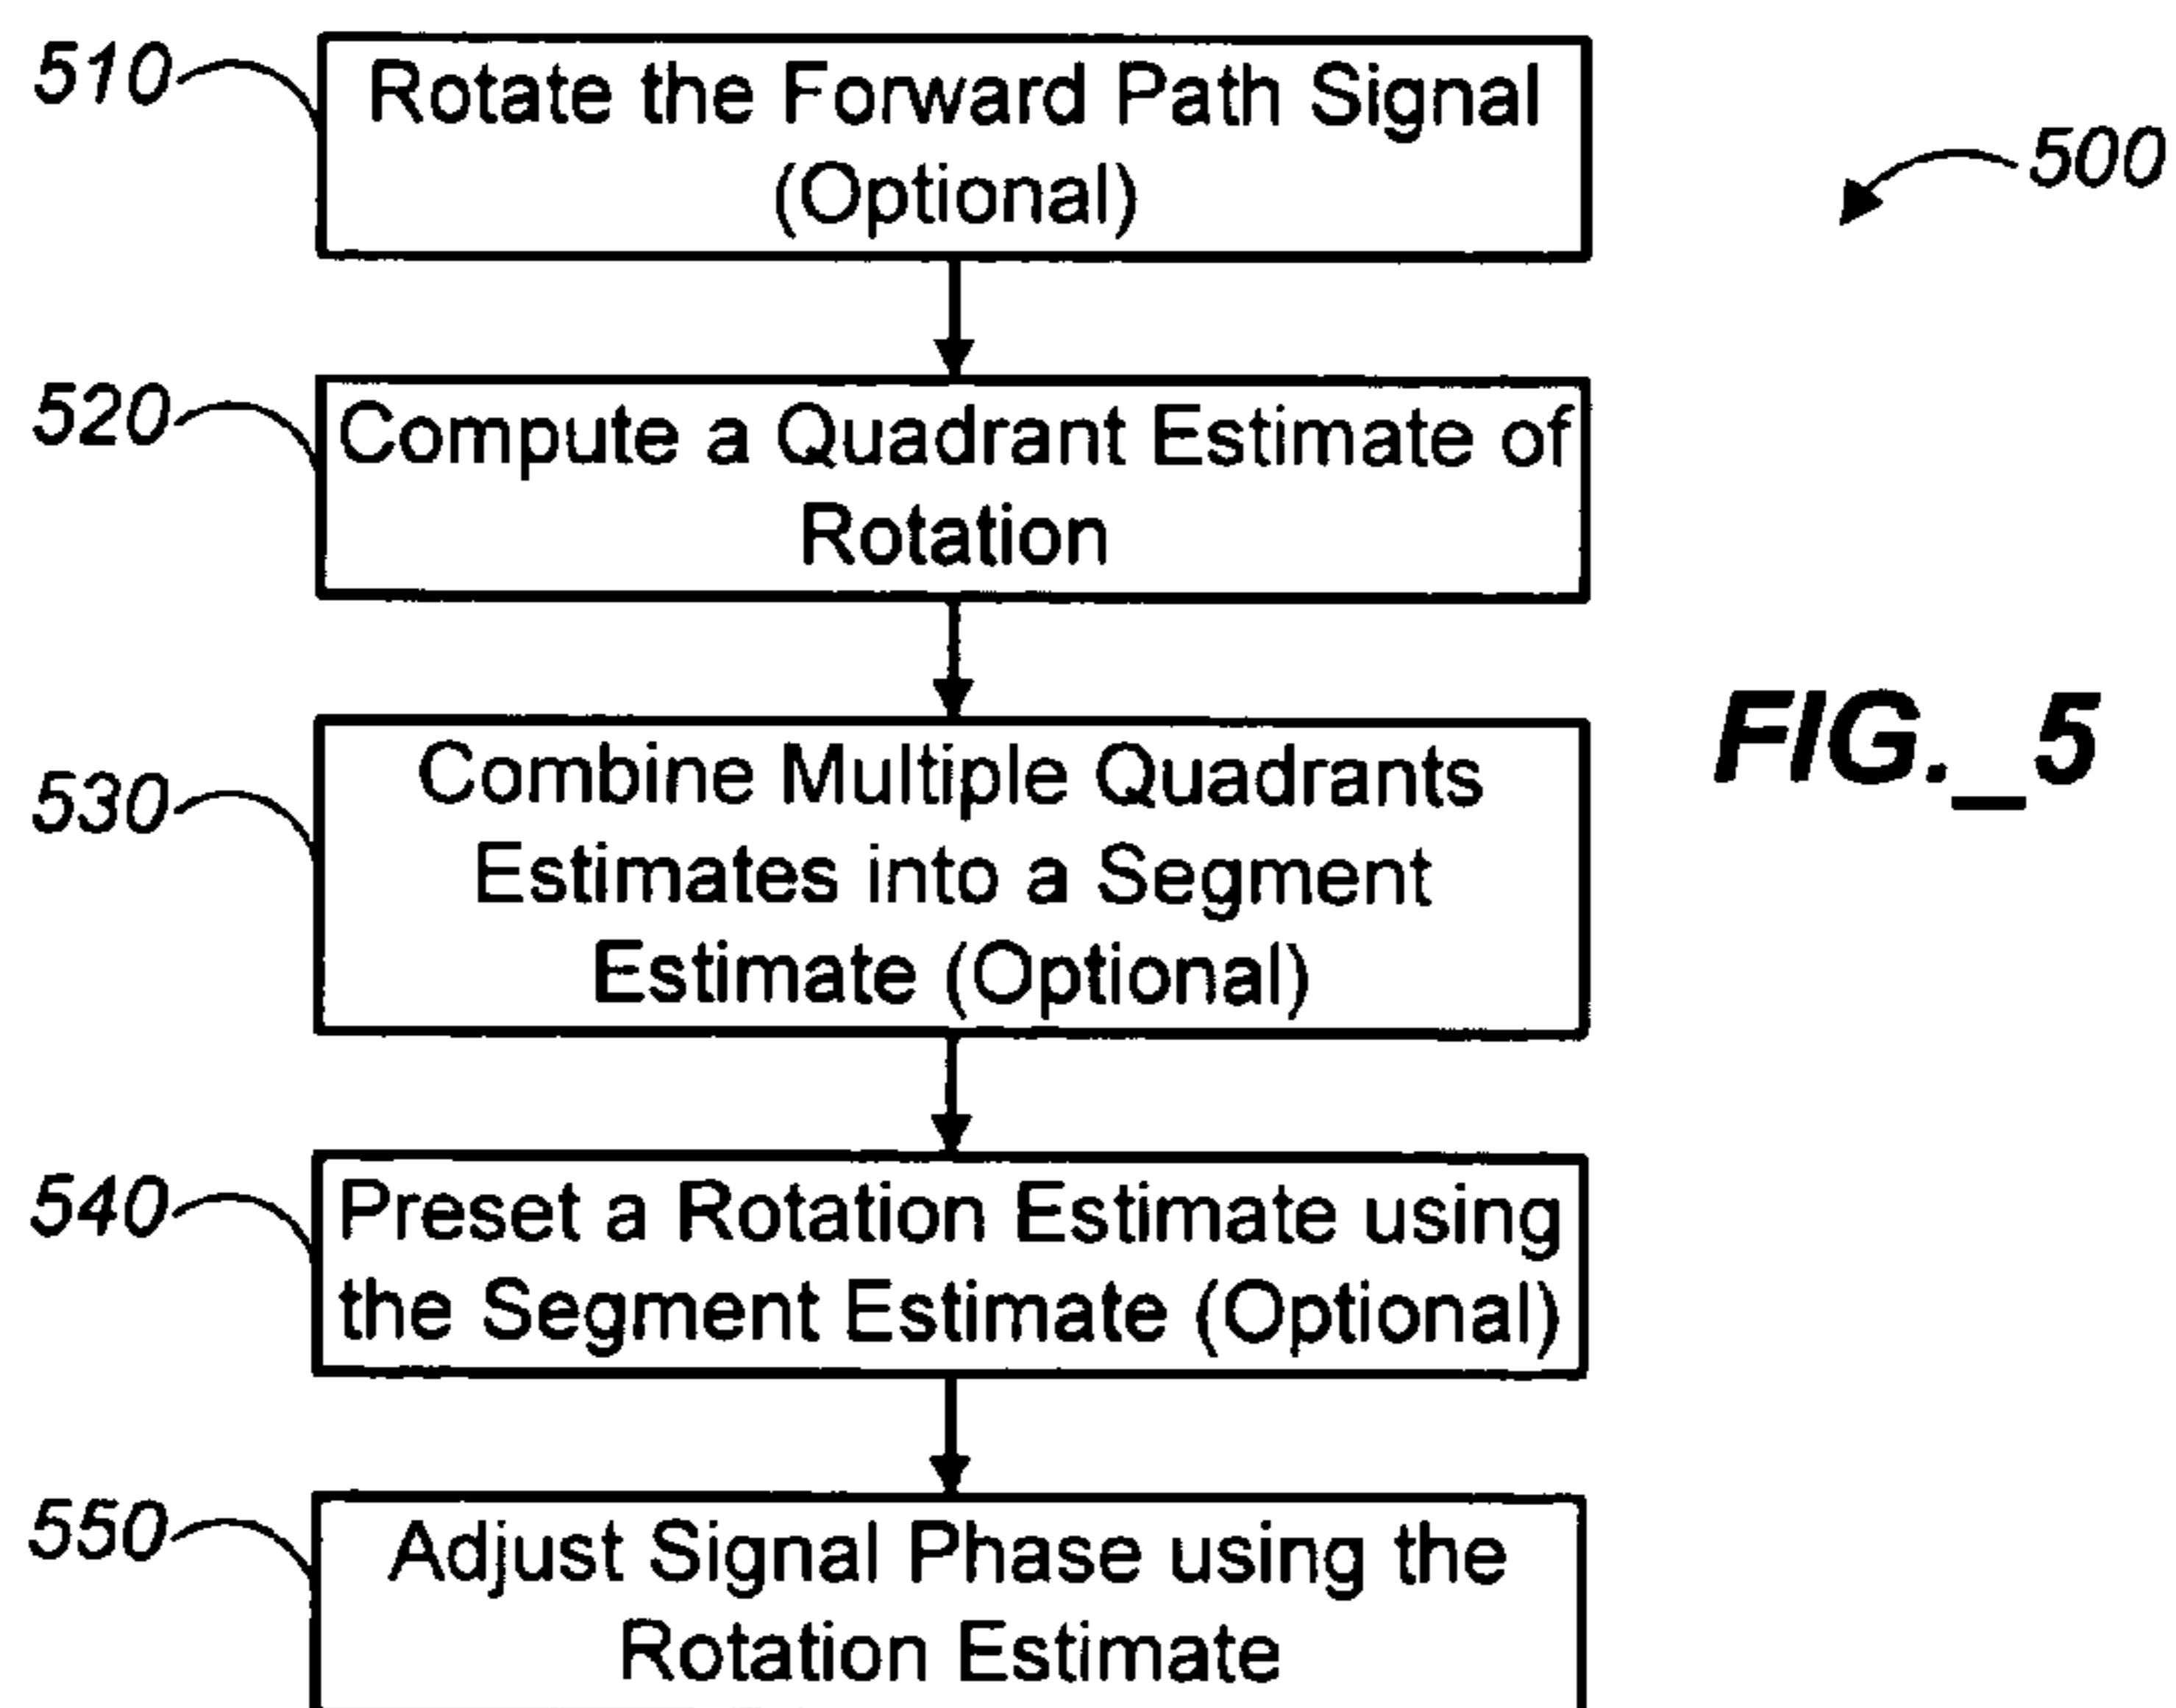 510
Rotate the Forward Path Signal
(Optional)
500
520
Compute a Quadrant Estimate of
Rotation
FIG._5
530
Combine Multiple Quadrants
Estimates into a Segment
Estimate (Optional)
540
Preset a Rotation Estimate using
the Segment Estimate (Optional)
550
Adjust Signal Phase using the
Rotation Estimate